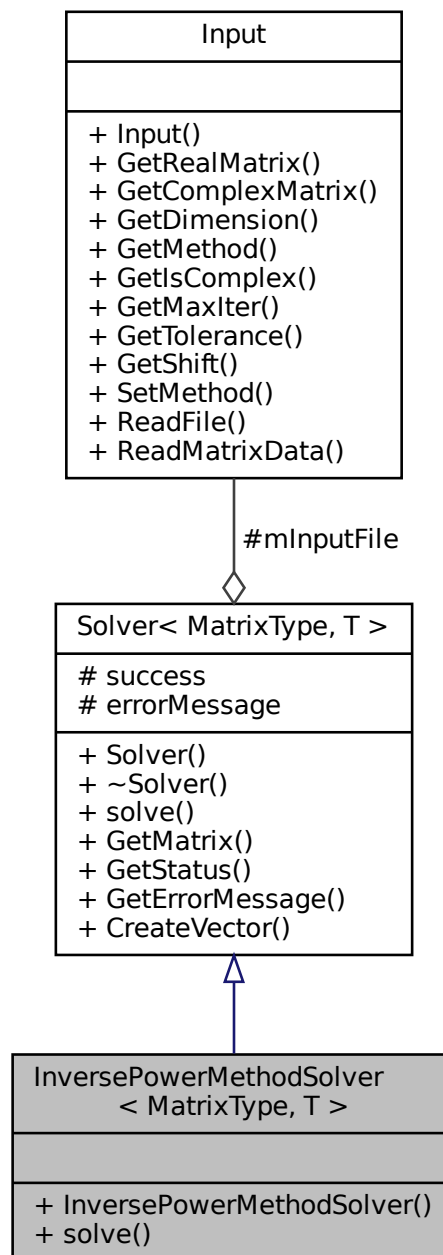 Input
+ Input()
+ GetRealMatrix()
+ GetComplexMatrix()
+ GetDimension()
+ GetMethod()
+ GetIsComplex()
+ GetMaxIter()
+ GetTolerance()
+ GetShift()
+ SetMethod()
+ ReadFile()
+ ReadMatrixData()
#mInputFile
Solver< MatrixType, T >
# success
# errorMessage
+ Solver()
+ ~Solver()
+ solve()
+ GetMatrix()
+ GetStatus()
+ GetErrorMessage()
+ CreateVector()
InversePowerMethodSolver
< MatrixType, T >
+ InversePowerMethodSolver()
+ solve()